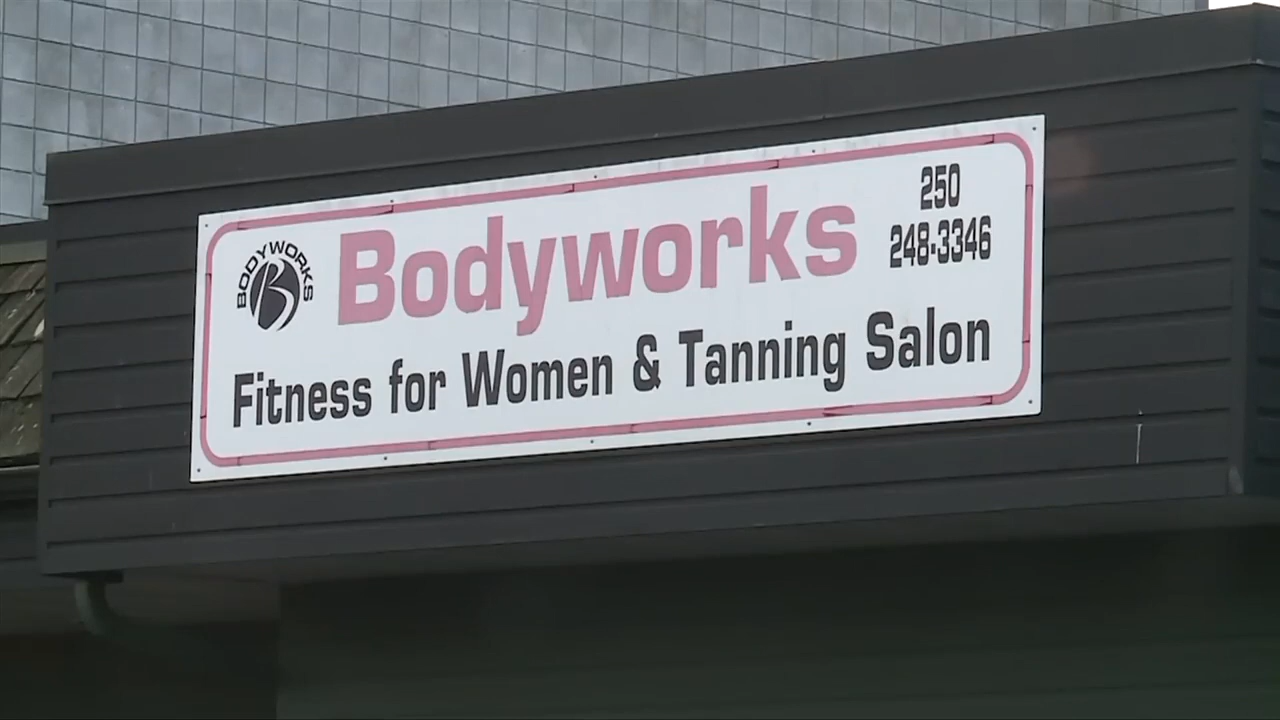 BODYWORKS
B
Bodyworks
250
248-3346
Fitness for Women & Tanning Salon